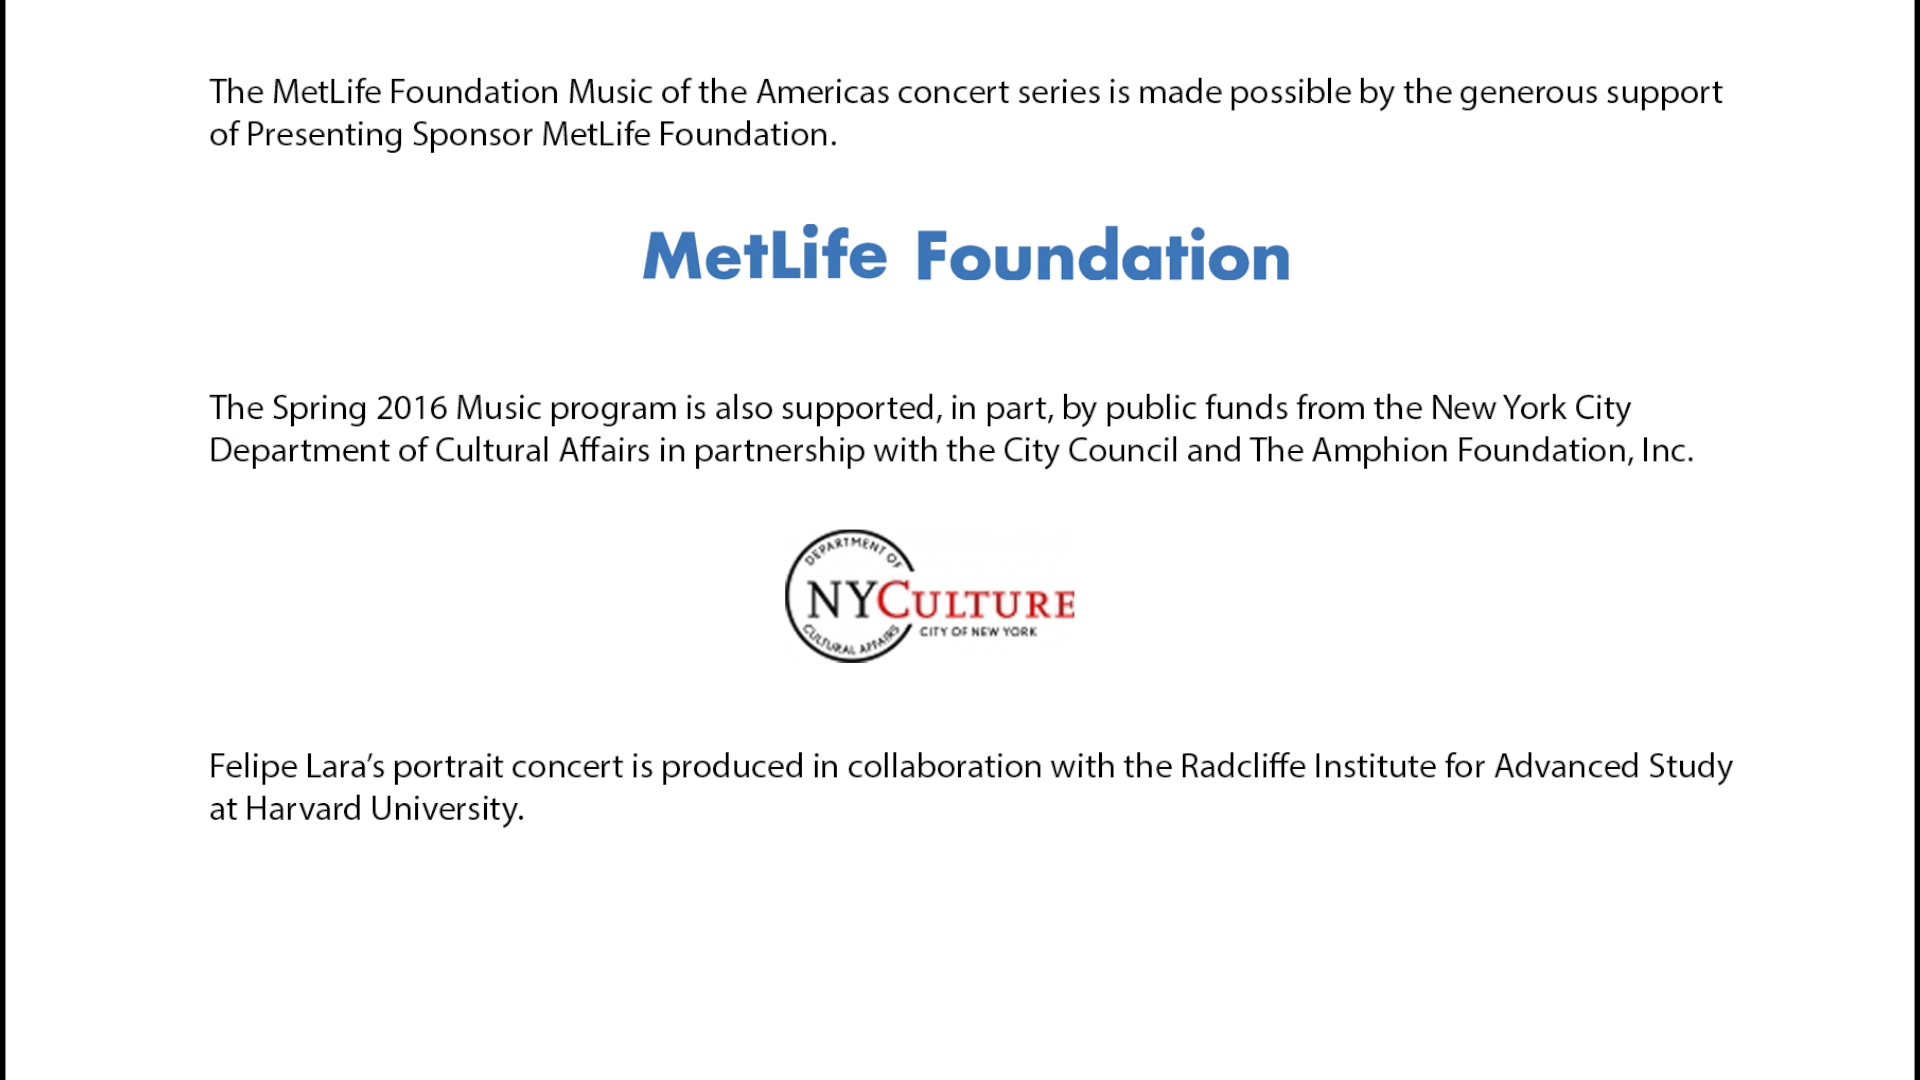 The MetLife Foundation Music of the Americas concert series is made possible by the generous support
of Presenting Sponsor MetLife Foundation.
MetLife Foundation
The Spring 2016 Music program is also supported, in part, by public funds from the New York City
Department of Cultural Affairs in partnership with the City Council and The Amphion Foundation, Inc.
DEPARTMENT OF
NYCULTURE
CITY OF NEW YORK
CULTURAL AFFAIRS
Felipe Lara’s portrait concert is produced in collaboration with the Radcliffe Institute for Advanced Study
at Harvard University.